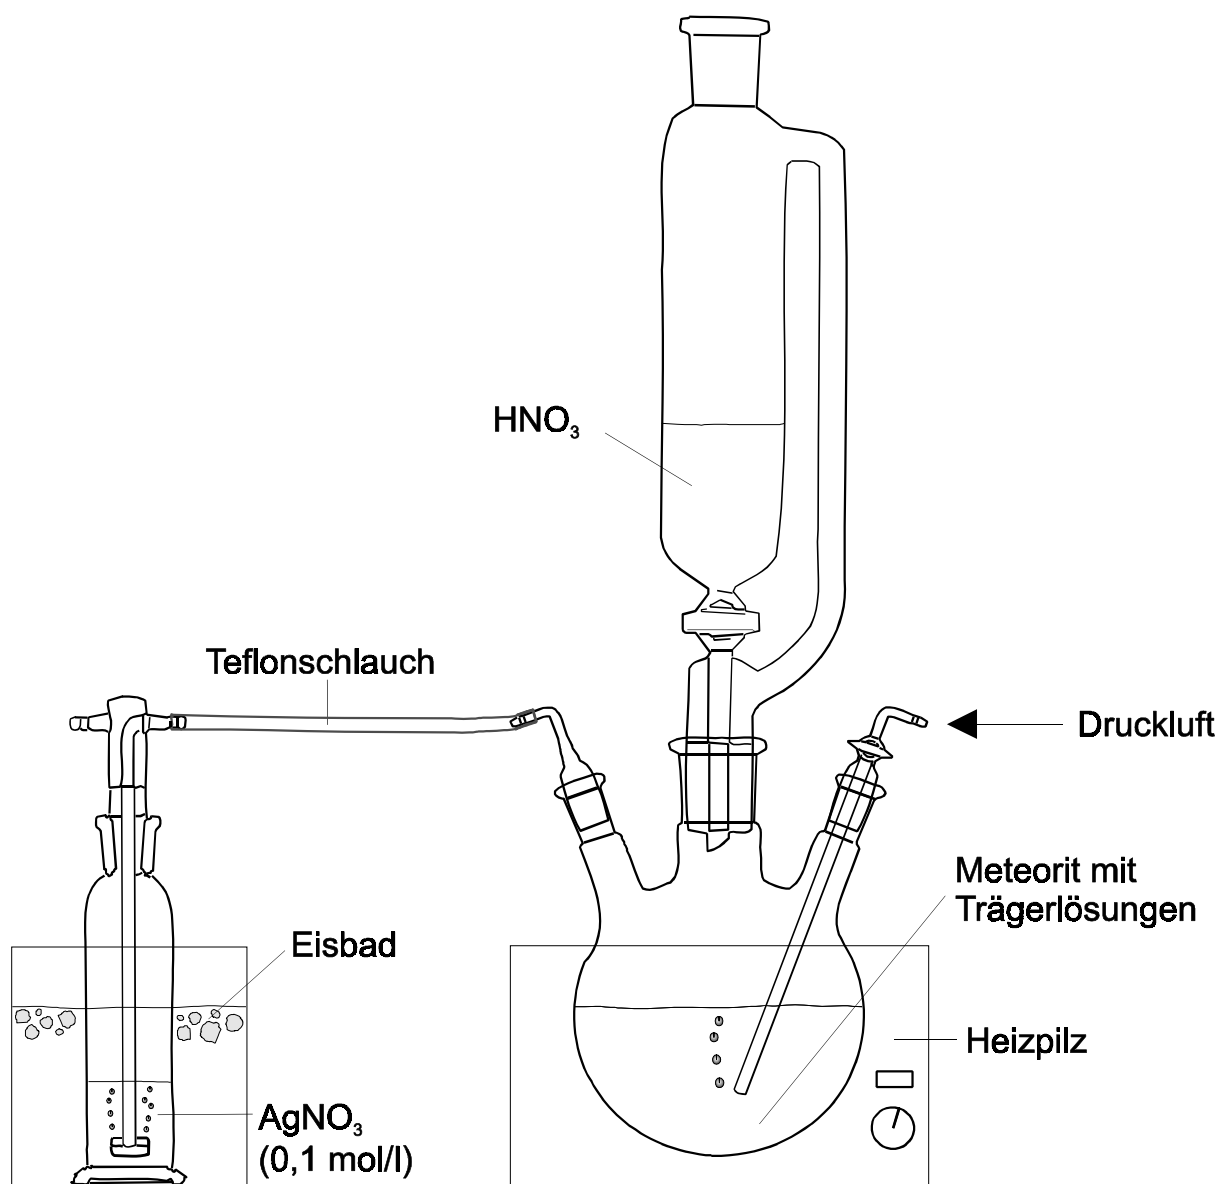 HNO₃
Teflonschlauch
Druckluft
Meteorit mit
Trägerlösungen
Eisbad
Heizpilz
AgNO₃
(0,1 mol/l)